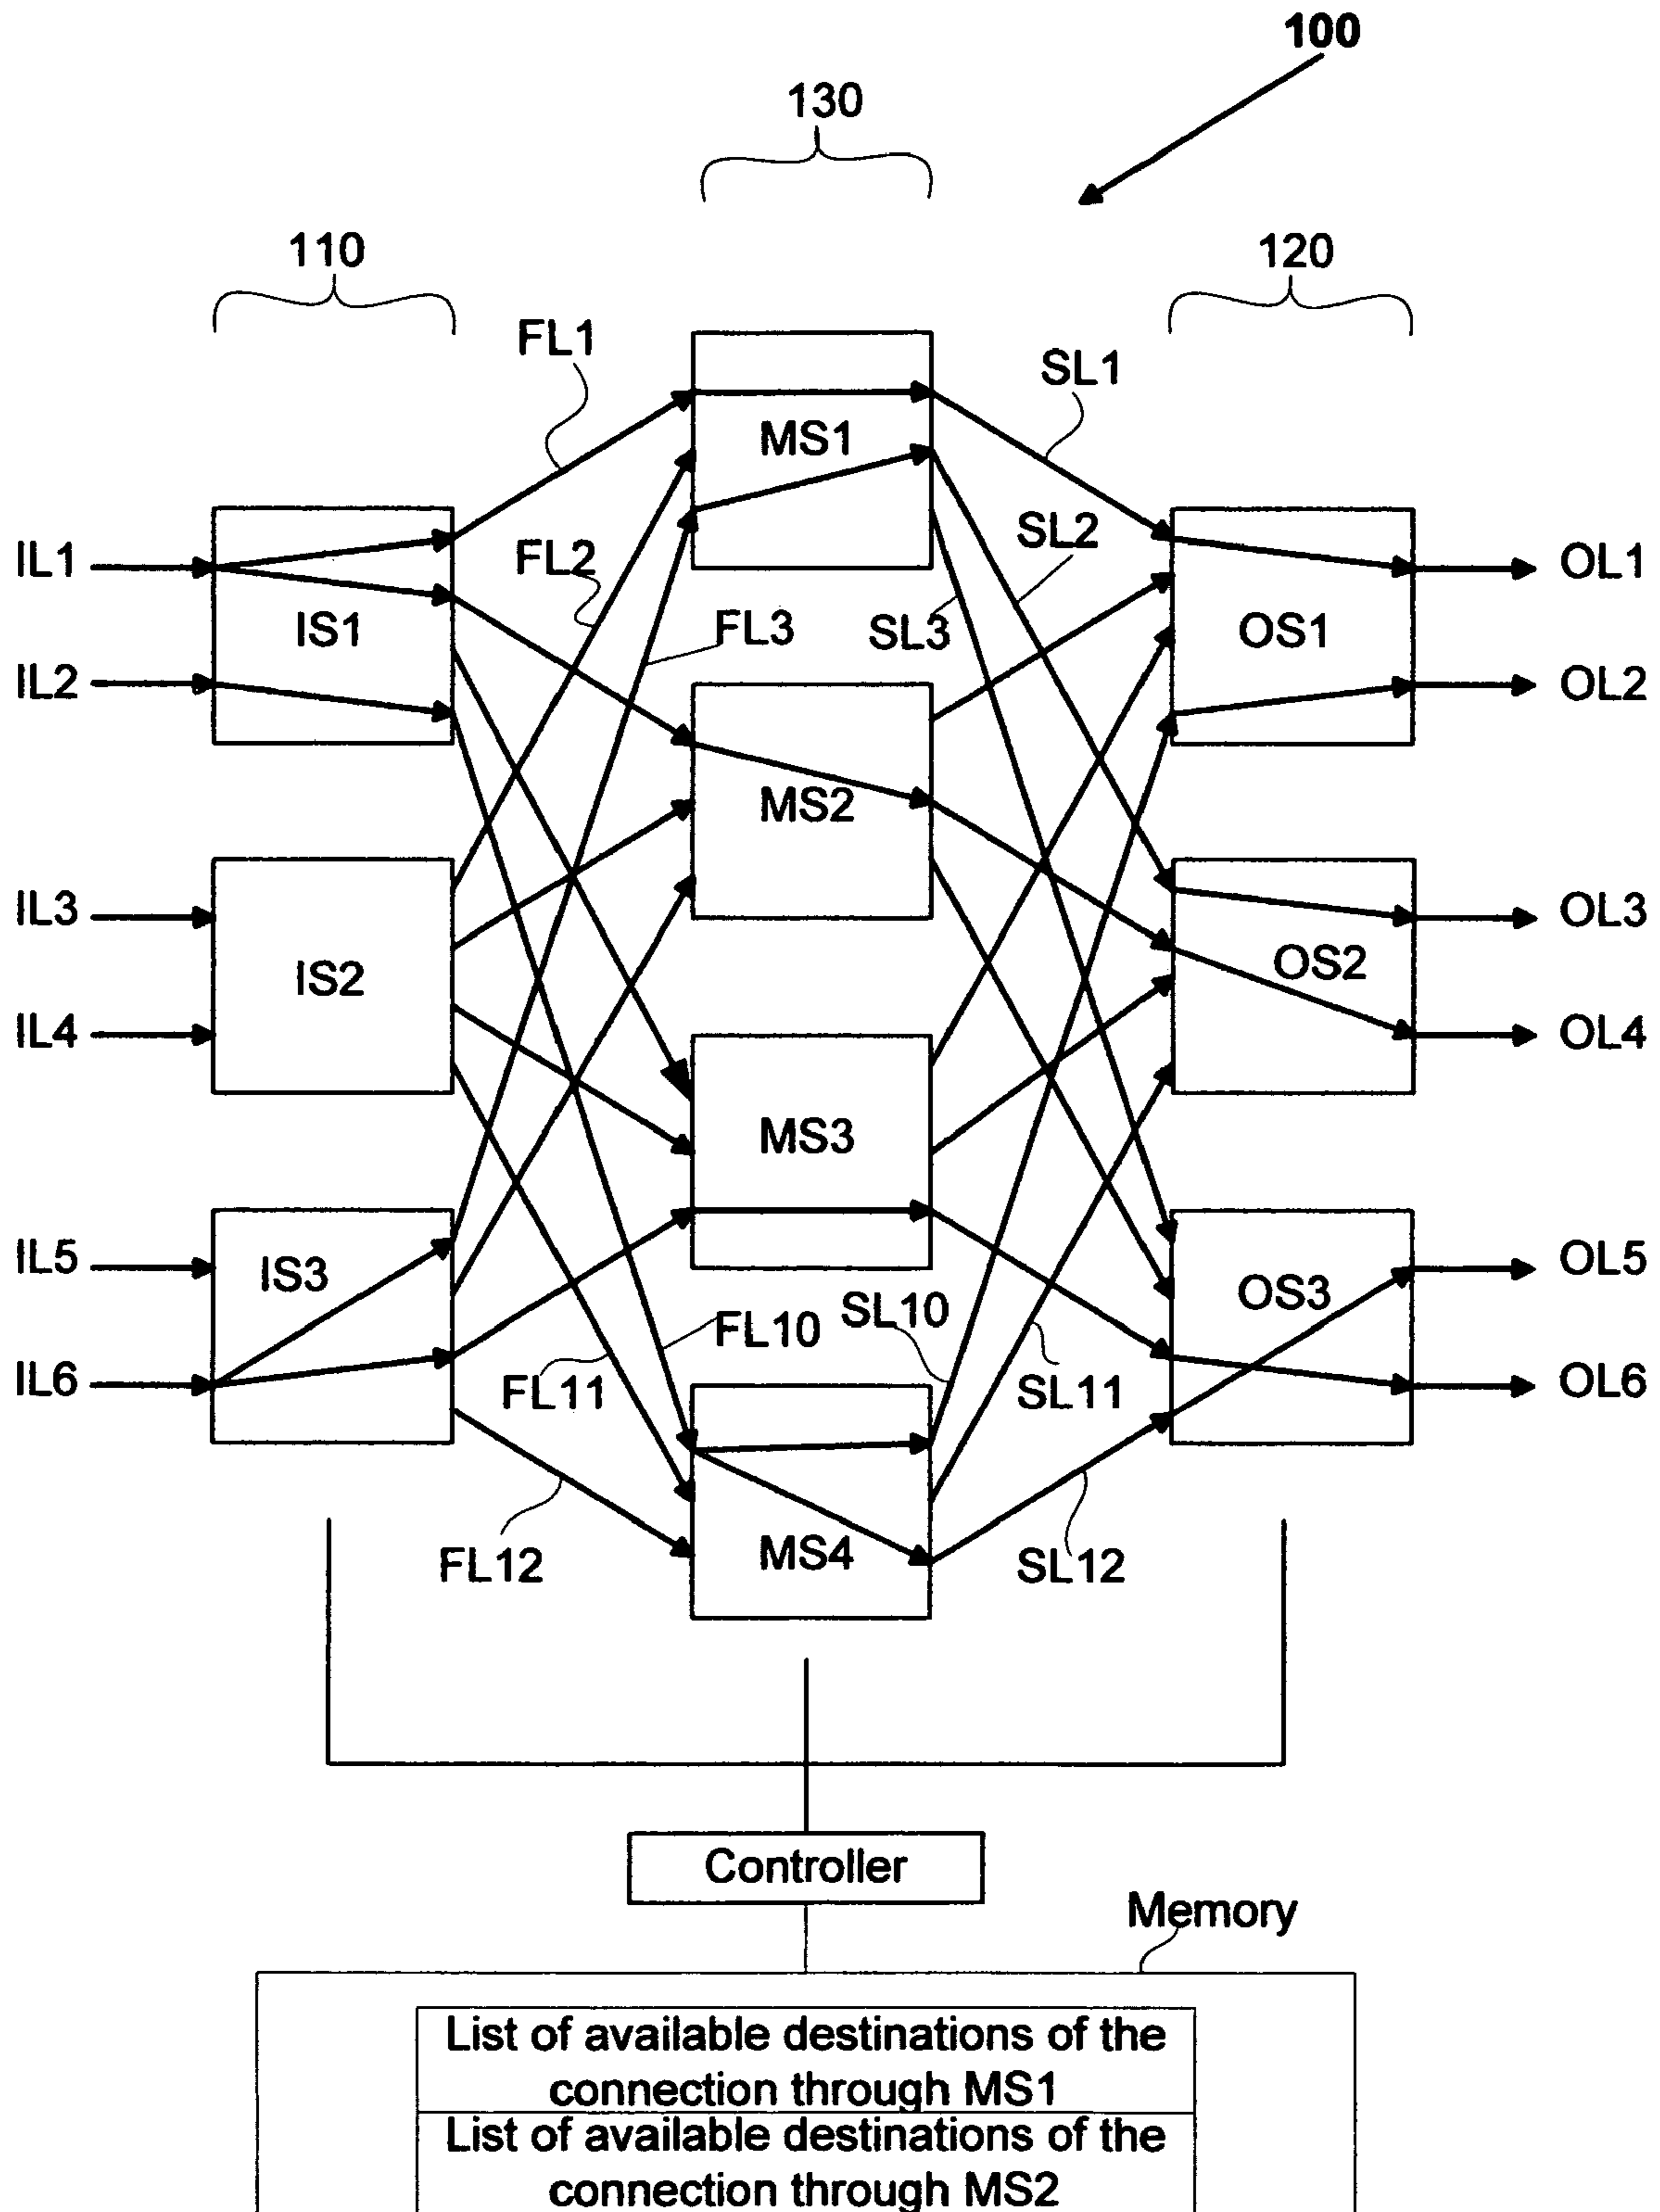 100
130
110
120
FL1
SL1
MS1
IL1
FL2
SL2
OL1
IS1
FL3
SL3
OS1
IL2
OL2
MS2
IL3
OL3
IS2
OS2
IL4
OL4
MS3
IL5
IS3
OS3
OL5
FL10
SL10
IL6
FL11
SL11
OL6
MS4
FL12
SL12
Controller
Memory
List of available destinations of the
connection through MS1
List of available destinations of the
connection through MS2